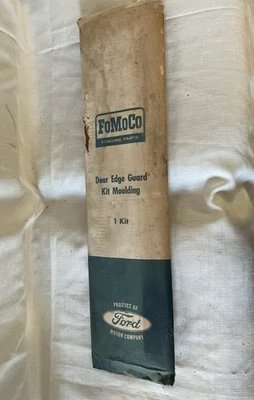 FoMoCo
GENUINE PARTS
Door Edge Guard
Kit Moulding
1 Kit
PRODUCT OF
Ford
MOTOR COMPANY